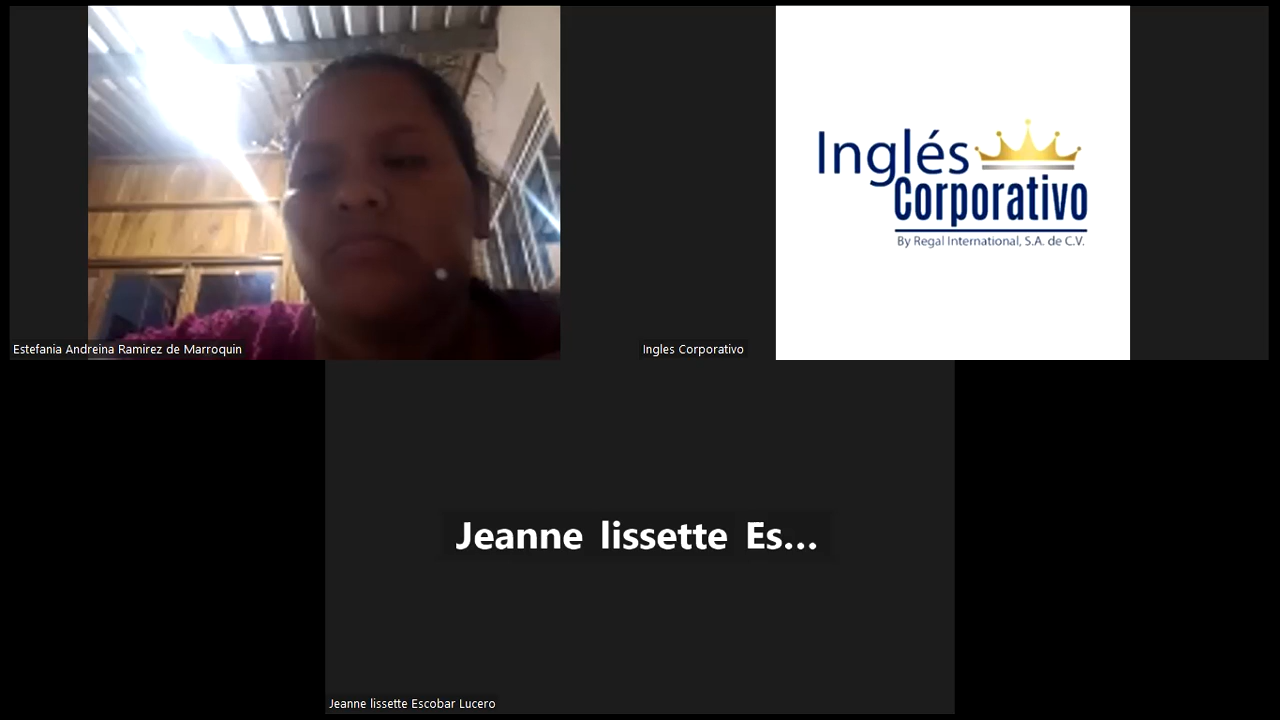 Inglés
Corporativo
By Regal International, S.A. de C.V.
Estefania Andreina Ramirez de Marroquin
Ingles Corporativo
Jeanne lissette Es...
Jeanne lissette Escobar Lucero